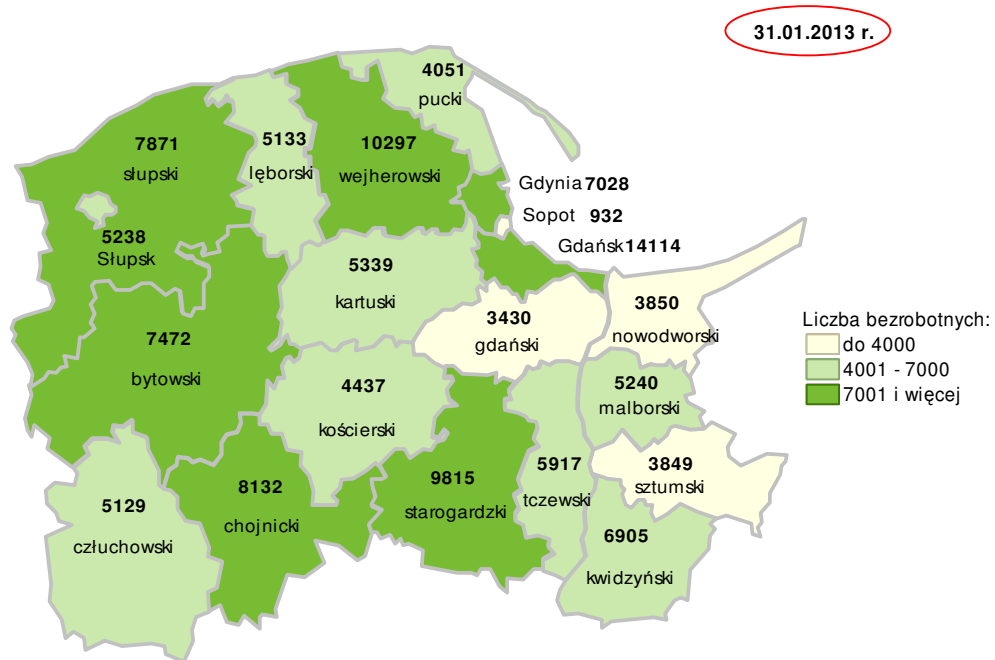 31.01.2013 r.
4051
pucki
7871
słupski
5133
lęborski
10297
wejherowski
Gdynia 7028
Sopot 932
Gdańsk 14114
5238
Słupsk
5339
kartuski
3430
gdański
3850
nowodworski
7472
bytowski
4437
kościerski
5240
malborski
5129
człuchowski
8132
chojnicki
9815
starogardzki
5917
tczewski
3849
sztumski
6905
kwidzyński
Liczba bezrobotnych:
do 4000
4001 - 7000
7001 i więcej